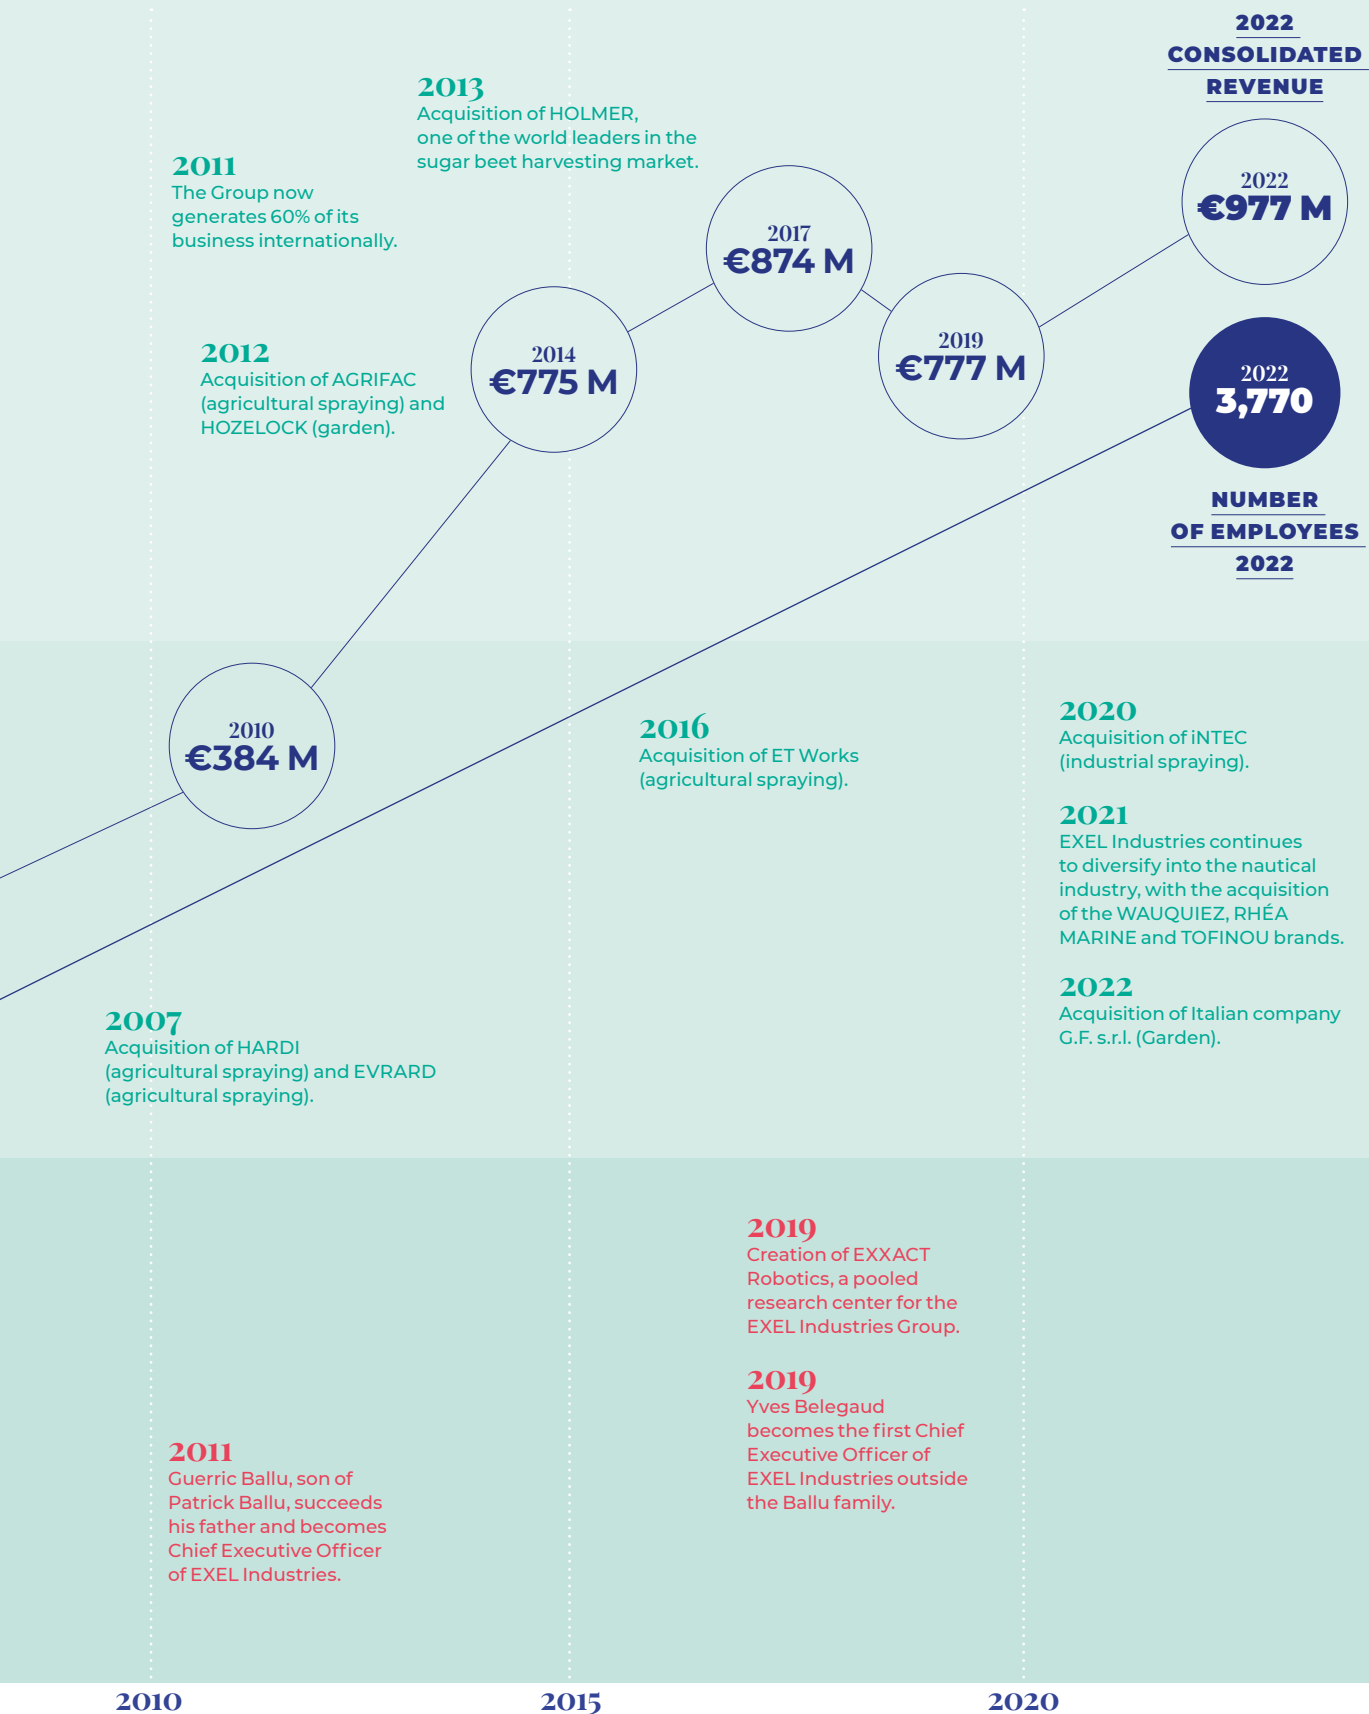 2022
CONSOLIDATED
REVENUE
2013
Acquisition of HOLMER,
one of the world leaders in the
sugar beet harvesting market.
2011
The Group now
generates 60% of its
business internationally.
2022
€977 M
2017
€874 M
2019
€777 M
2014
€775 M
2012
Acquisition of AGRIFAC
(agricultural spraying) and
HOZELOCK (garden).
2022
3,770
NUMBER
OF EMPLOYEES
2022
2010
€384 M
2016
Acquisition of ET Works
(agricultural spraying).
2020
Acquisition of iNTEC
(industrial spraying).
2021
EXEL Industries continues
to diversify into the nautical
industry, with the acquisition
of the WAUQUIEZ, RHÉA
MARINE and TOFINOU brands.
2022
Acquisition of Italian company
G.F. s.r.l. (Garden).
2007
Acquisition of HARDI
(agricultural spraying) and EVRARD
(agricultural spraying).
2019
Creation of EXXACT
Robotics, a pooled
research center for the
EXEL Industries Group.
2019
Yves Belegaud
becomes the first Chief
Executive Officer of
EXEL Industries outside
the Ballu family.
2011
Guerric Ballu, son of
Patrick Ballu, succeeds
his father and becomes
Chief Executive Officer
of EXEL Industries.
2010
2015
2020